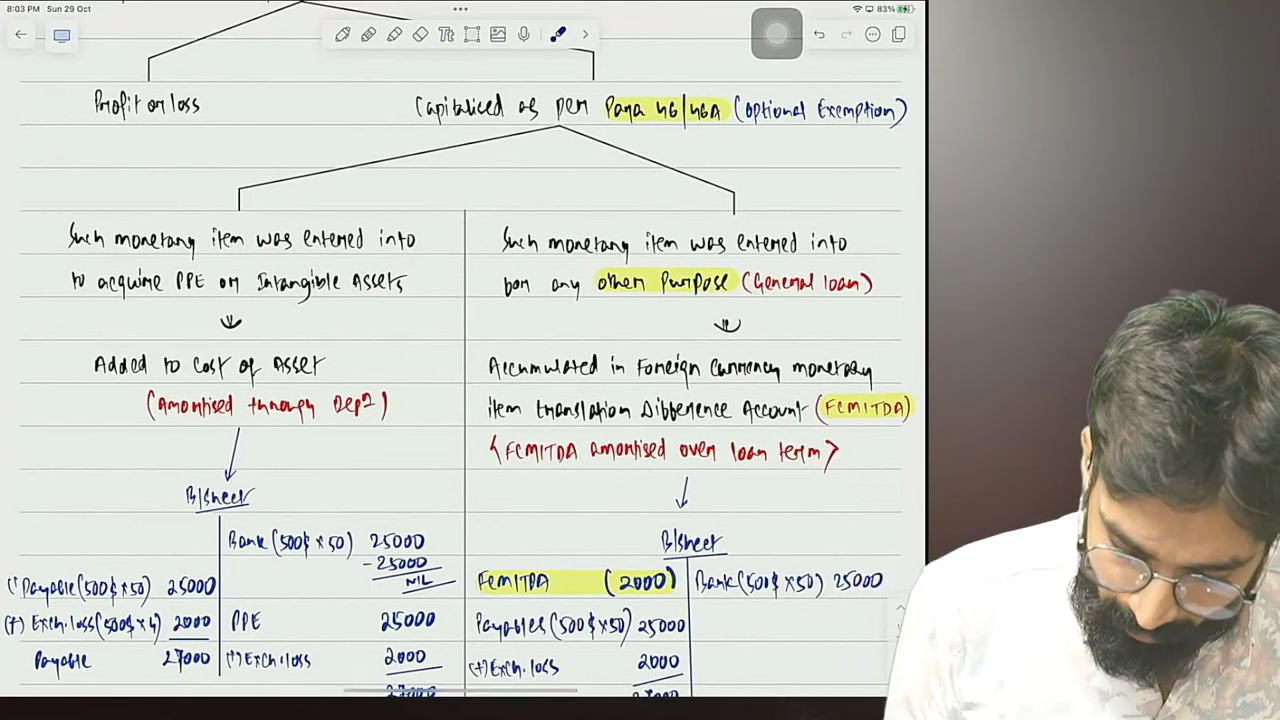 8:03 PM Sun 29 Oct
83%
Profit or loss
Capitalised as per Para 46/46A (optional Exemption)
Such monetary item was entered into
to acquire PPE or Intangible Assets
Added to Cost of Asset
(Amortised through Depn)
B/sheet
Bank (500$ x 50) 25000
- 25000
NIL
Payable (500$ x 50) 25000
(+) Exch. loss (500$ x 4) 2000
Payable 27000
PPE 25000
(+) Exch. loss 2000
27000
Such monetary item was entered into
for any other Purpose (General loan)
Accumulated in Foreign Currency monetary
item translation Difference Account (FCMITDA)
{FCMITDA amortised over loan term}
B/sheet
FCMITDA (2000)
Payables (500$ x 50) 25000
(+) Exch. loss 2000
27000
Bank (500$ x 50) 25000